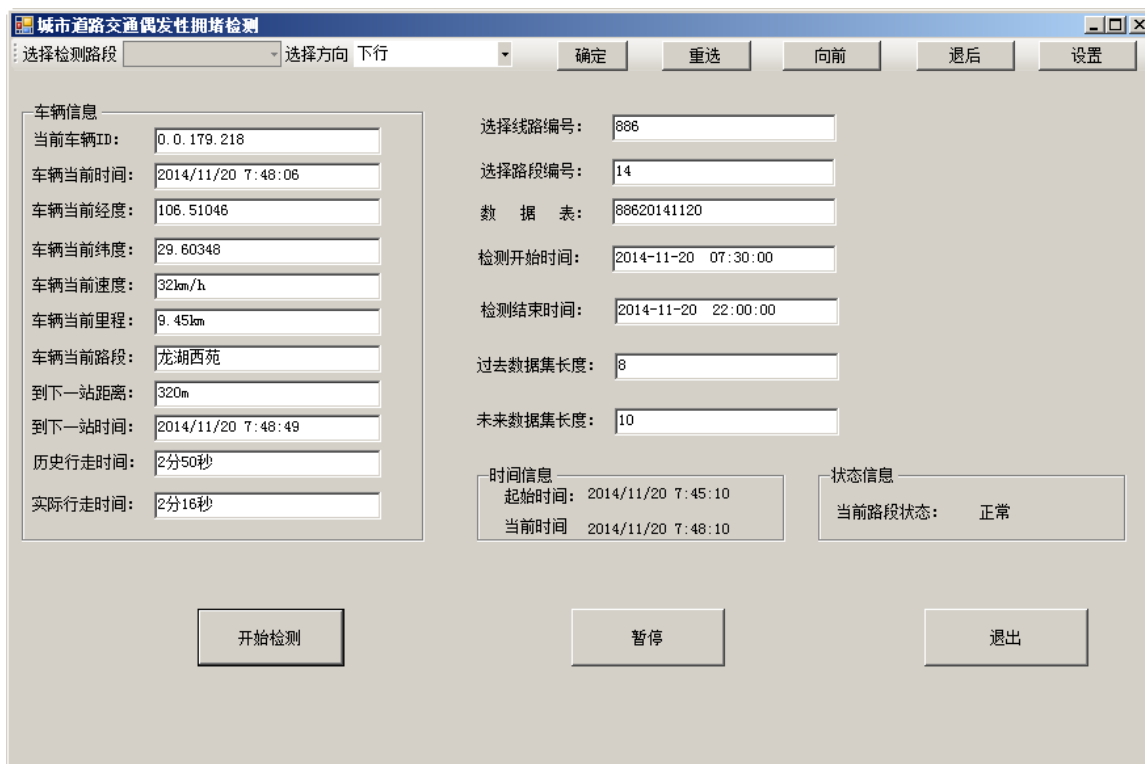 城市道路交通偶发性拥堵检测
选择检测路段 选择方向 下行 确定 重选 向前 退后 设置
车辆信息
当前车辆ID: 0.0.179.218
车辆当前时间: 2014/11/20 7:48:06
车辆当前经度: 106.51046
车辆当前纬度: 29.60348
车辆当前速度: 32km/h
车辆当前里程: 9.45km
车辆当前路段: 龙湖西苑
到下一站距离: 320m
到下一站时间: 2014/11/20 7:48:49
历史行走时间: 2分50秒
实际行走时间: 2分16秒
选择线路编号: 886
选择路段编号: 14
数 据 表: 88620141120
检测开始时间: 2014-11-20 07:30:00
检测结束时间: 2014-11-20 22:00:00
过去数据集长度: 8
未来数据集长度: 10
时间信息
起始时间: 2014/11/20 7:45:10
当前时间 2014/11/20 7:48:10
状态信息
当前路段状态: 正常
开始检测 暂停 退出